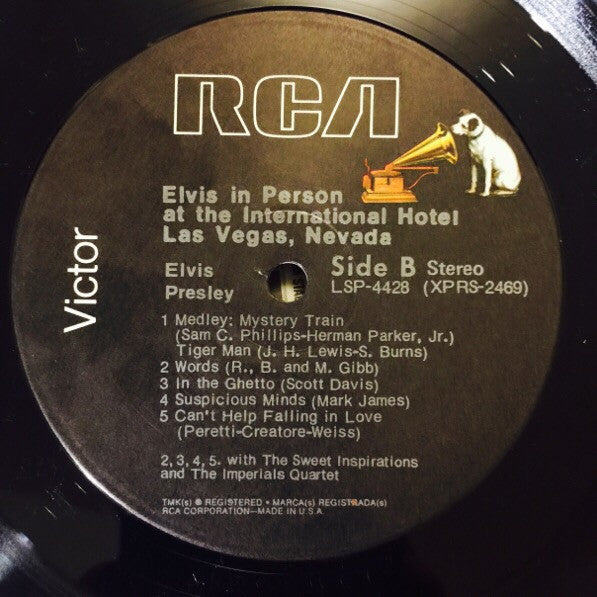 RCA
Victor
Elvis in Person
at the International Hotel
Las Vegas, Nevada
Elvis
Presley
Side B Stereo
LSP-4428 (XPRS-2469)
1 Medley: Mystery Train
(Sam C. Phillips-Herman Parker, Jr.)
Tiger Man (J. H. Lewis-S. Burns)
2 Words (R., B. and M. Gibb)
3 In the Ghetto (Scott Davis)
4 Suspicious Minds (Mark James)
5 Can't Help Falling in Love
(Peretti-Creatore-Weiss)
2,3,4,5. with The Sweet Inspirations
and The Imperials Quartet
TMK(s) ® REGISTERED • MARCA(s) REGISTRADA(s)
RCA CORPORATION—MADE IN U.S.A.